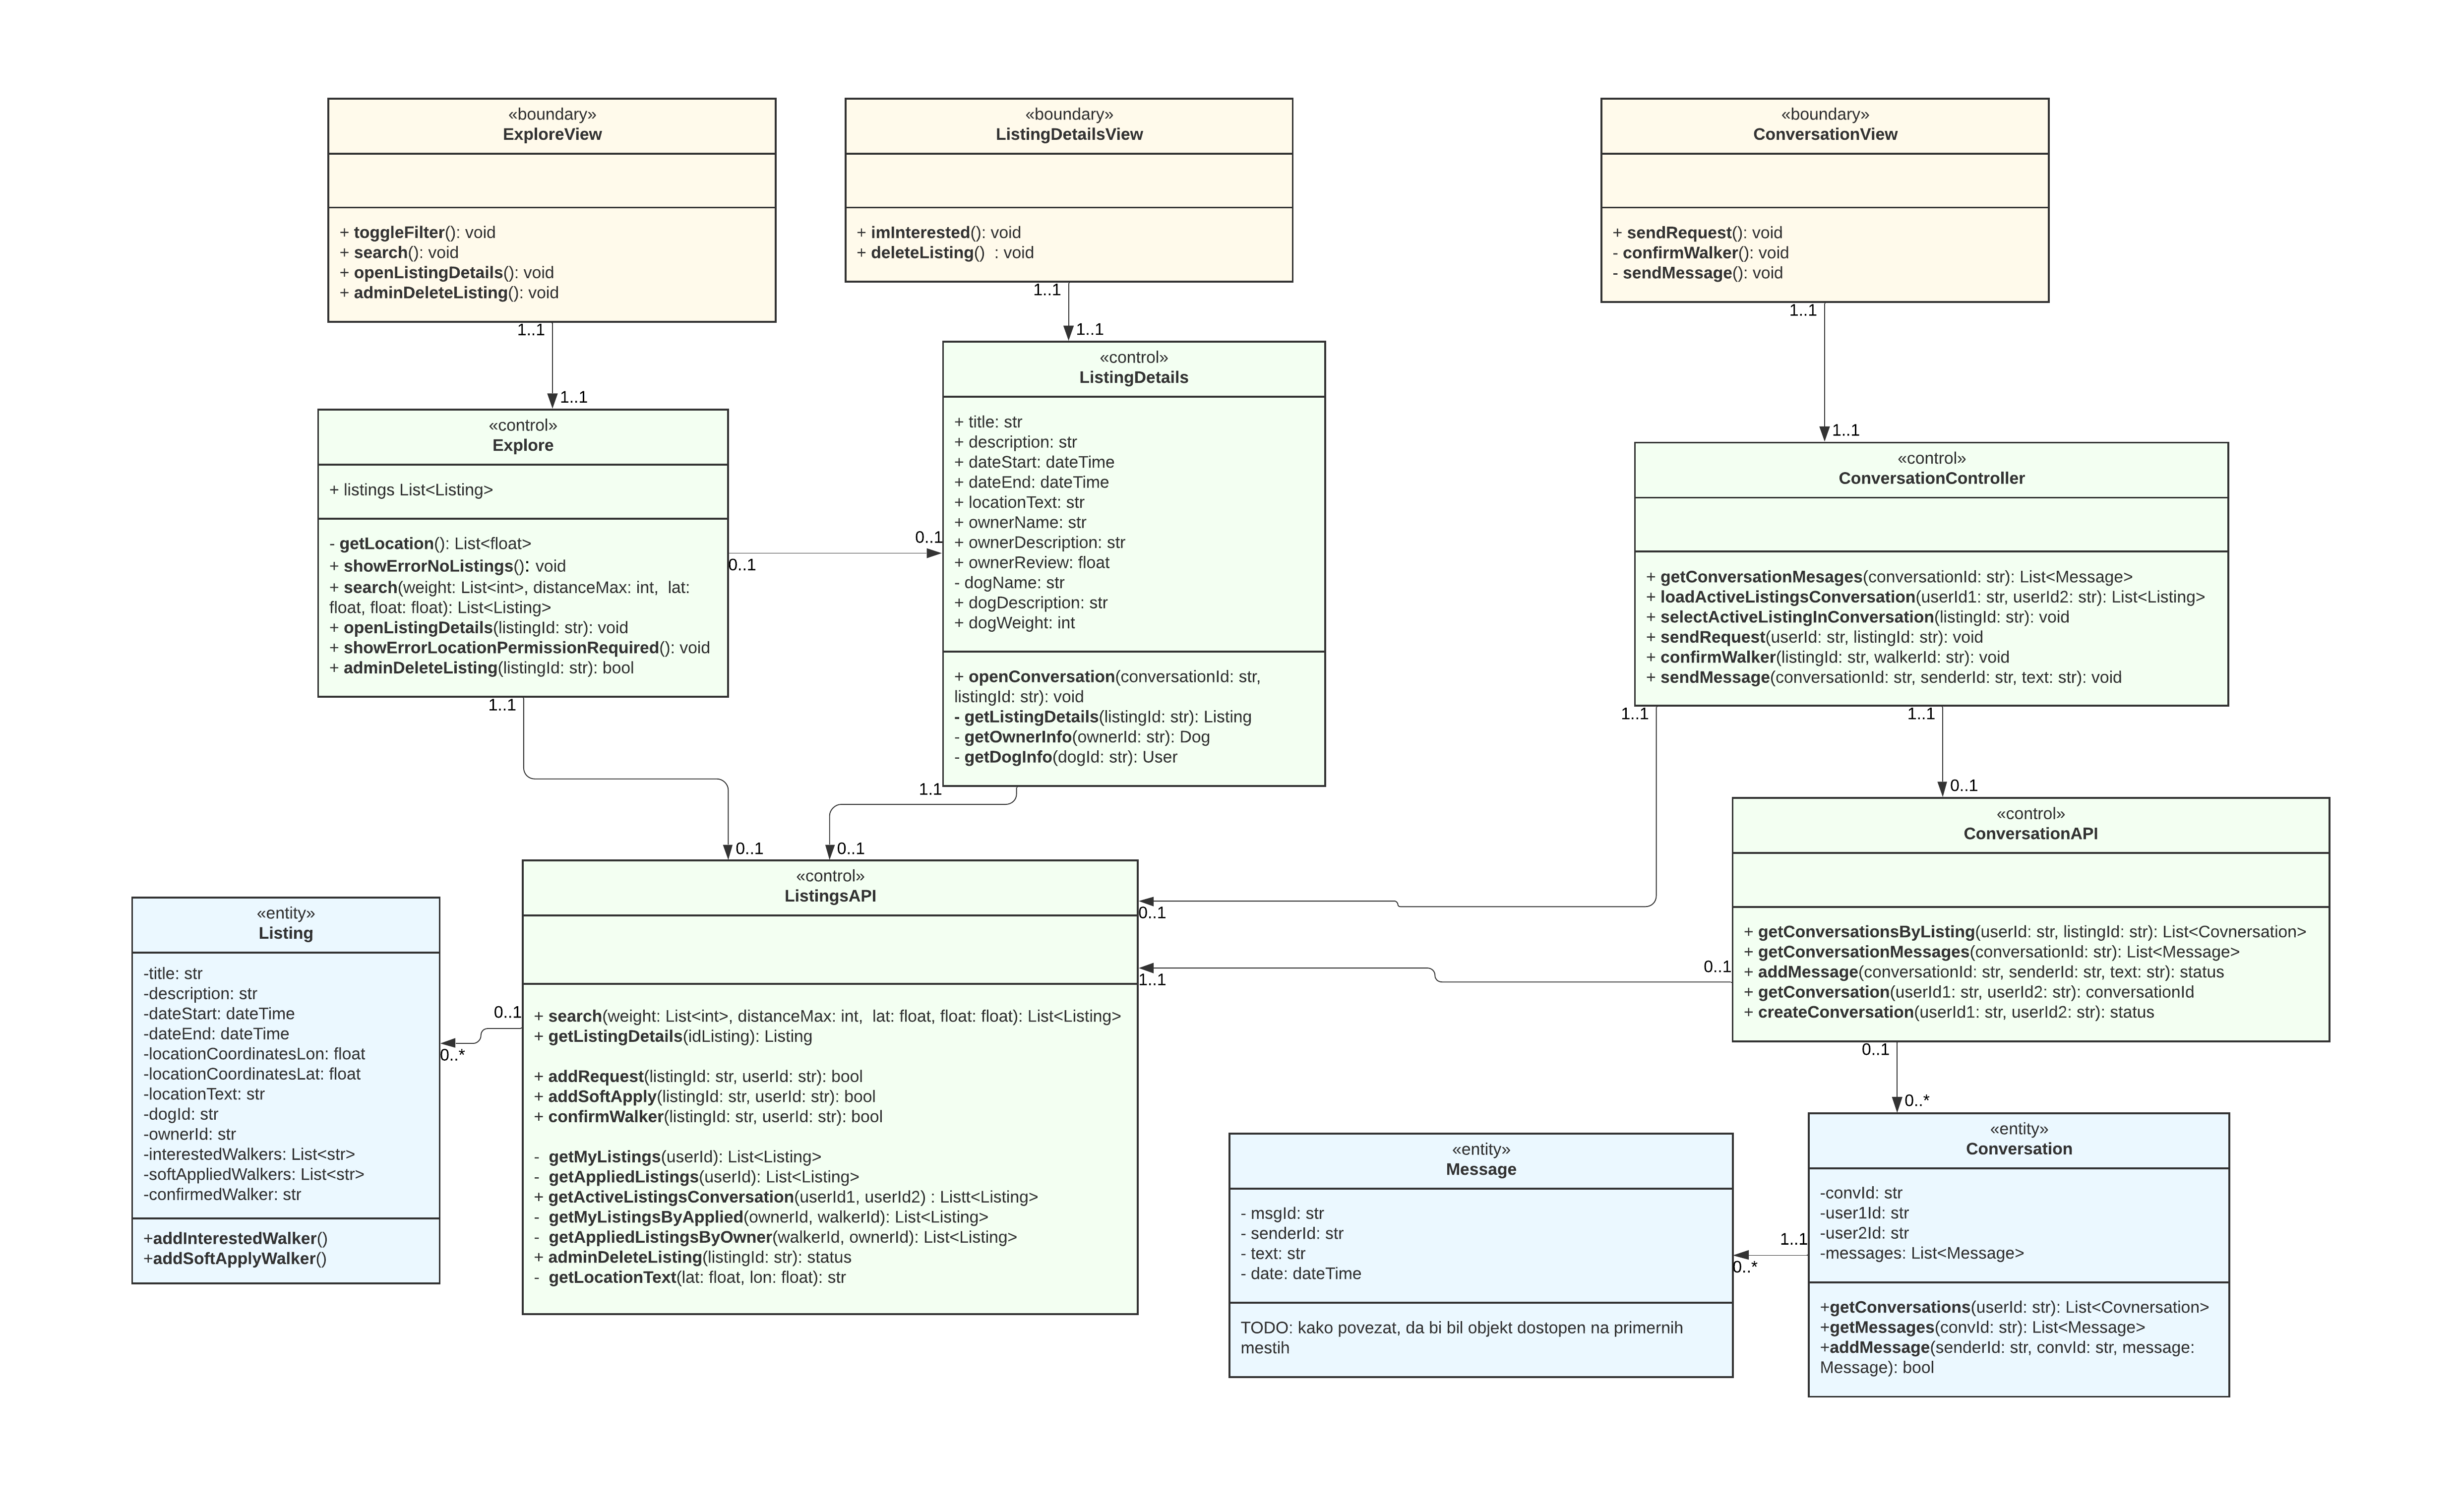 «boundary»
ExploreView
+ toggleFilter(): void
+ search(): void
+ openListingDetails(): void
+ adminDeleteListing(): void
1..1
1..1
«boundary»
ListingDetailsView
+ imInterested(): void
+ deleteListing()  : void
1..1
1..1
«boundary»
ConversationView
+ sendRequest(): void
- confirmWalker(): void
- sendMessage(): void
1..1
1..1
«control»
Explore
+ listings List<Listing>
- getLocation(): List<float>
+ showErrorNoListings(): void
+ search(weight: List<int>, distanceMax: int,  lat:
float, float: float): List<Listing>
+ openListingDetails(listingId: str): void
+ showErrorLocationPermissionRequired(): void
+ adminDeleteListing(listingId: str): bool
0..1
0..1
1..1
0..1
«control»
ListingDetails
+ title: str
+ description: str
+ dateStart: dateTime
+ dateEnd: dateTime
+ locationText: str
+ ownerName: str
+ ownerDescription: str
+ ownerReview: float
- dogName: str
+ dogDescription: str
+ dogWeight: int
+ openConversation(conversationId: str,
listingId: str): void
- getListingDetails(listingId: str): Listing
- getOwnerInfo(ownerId: str): Dog
- getDogInfo(dogId: str): User
1.1
0..1
«control»
ConversationController
+ getConversationMesages(conversationId: str): List<Message>
+ loadActiveListingsConversation(userId1: str, userId2: str): List<Listing>
+ selectActiveListingInConversation(listingId: str): void
+ sendRequest(userId: str, listingId: str): void
+ confirmWalker(listingId: str, walkerId: str): void
+ sendMessage(conversationId: str, senderId: str, text: str): void
1..1
0..1
1..1
0..1
«control»
ConversationAPI
+ getConversationsByListing(userId: str, listingId: str): List<Covnersation>
+ getConversationMessages(conversationId: str): List<Message>
+ addMessage(conversationId: str, senderId: str, text: str): status
+ getConversation(userId1: str, userId2: str): conversationId
+ createConversation(userId1: str, userId2: str): status
0..1
1..1
0..1
0..*
«control»
ListingsAPI
+ search(weight: List<int>, distanceMax: int,  lat: float, float: float): List<Listing>
+ getListingDetails(idListing): Listing
+ addRequest(listingId: str, userId: str): bool
+ addSoftApply(listingId: str, userId: str): bool
+ confirmWalker(listingId: str, userId: str): bool
-  getMyListings(userId): List<Listing>
-  getAppliedListings(userId): List<Listing>
+ getActiveListingsConversation(userId1, userId2) : Listt<Listing>
-  getMyListingsByApplied(ownerId, walkerId): List<Listing>
-  getAppliedListingsByOwner(walkerId, ownerId): List<Listing>
+ adminDeleteListing(listingId: str): status
-  getLocationText(lat: float, lon: float): str
0..1
0..*
«entity»
Listing
-title: str
-description: str
-dateStart: dateTime
-dateEnd: dateTime
-locationCoordinatesLon: float
-locationCoordinatesLat: float
-locationText: str
-dogId: str
-ownerId: str
-interestedWalkers: List<str>
-softAppliedWalkers: List<str>
-confirmedWalker: str
+addInterestedWalker()
+addSoftApplyWalker()
«entity»
Message
- msgId: str
- senderId: str
- text: str
- date: dateTime
TODO: kako povezat, da bi bil objekt dostopen na primernih
mestih
1..1
0..*
«entity»
Conversation
-convId: str
-user1Id: str
-user2Id: str
-messages: List<Message>
+getConversations(userId: str): List<Covnersation>
+getMessages(convId: str): List<Message>
+addMessage(senderId: str, convId: str, message:
Message): bool